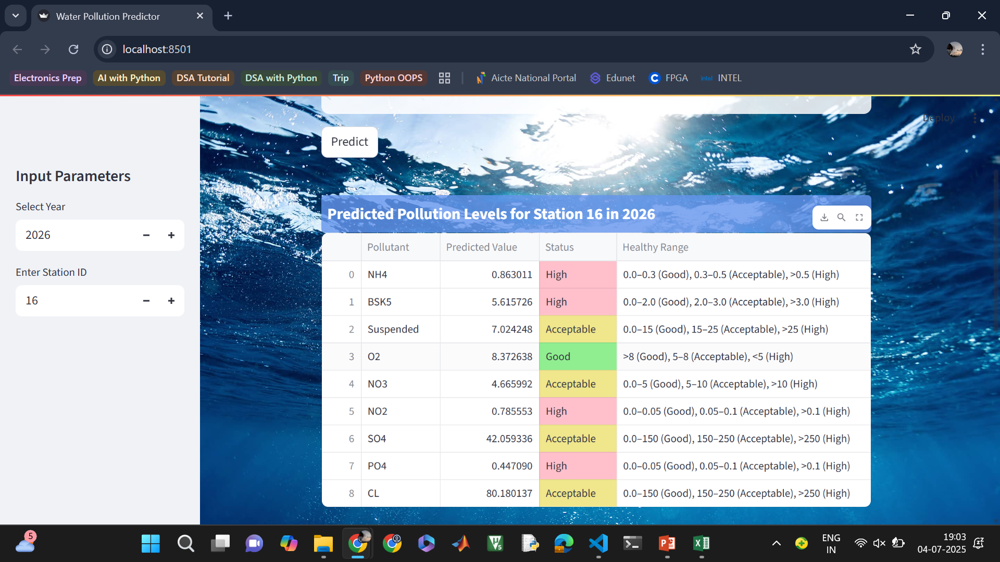 Water Pollution Predictor
localhost:8501
Electronics Prep AI with Python DSA Tutorial DSA with Python Trip Python OOPS Aicte National Portal Edunet FPGA intel INTEL
Deploy
Predict
Input Parameters
Select Year
2026
Enter Station ID
16
Predicted Pollution Levels for Station 16 in 2026
Pollutant Predicted Value Status Healthy Range
0 NH4 0.863011 High 0.0–0.3 (Good), 0.3–0.5 (Acceptable), >0.5 (High)
1 BSK5 5.615726 High 0.0–2.0 (Good), 2.0–3.0 (Acceptable), >3.0 (High)
2 Suspended 7.024248 Acceptable 0.0–15 (Good), 15–25 (Acceptable), >25 (High)
3 O2 8.372638 Good >8 (Good), 5–8 (Acceptable), <5 (High)
4 NO3 4.665992 Acceptable 0.0–5 (Good), 5–10 (Acceptable), >10 (High)
5 NO2 0.785553 High 0.0–0.05 (Good), 0.05–0.1 (Acceptable), >0.1 (High)
6 SO4 42.059336 Acceptable 0.0–150 (Good), 150–250 (Acceptable), >250 (High)
7 PO4 0.447090 High 0.0–0.05 (Good), 0.05–0.1 (Acceptable), >0.1 (High)
8 CL 80.180137 Acceptable 0.0–150 (Good), 150–250 (Acceptable), >250 (High)
5
V5
ENG
IN
19:03
04-07-2025